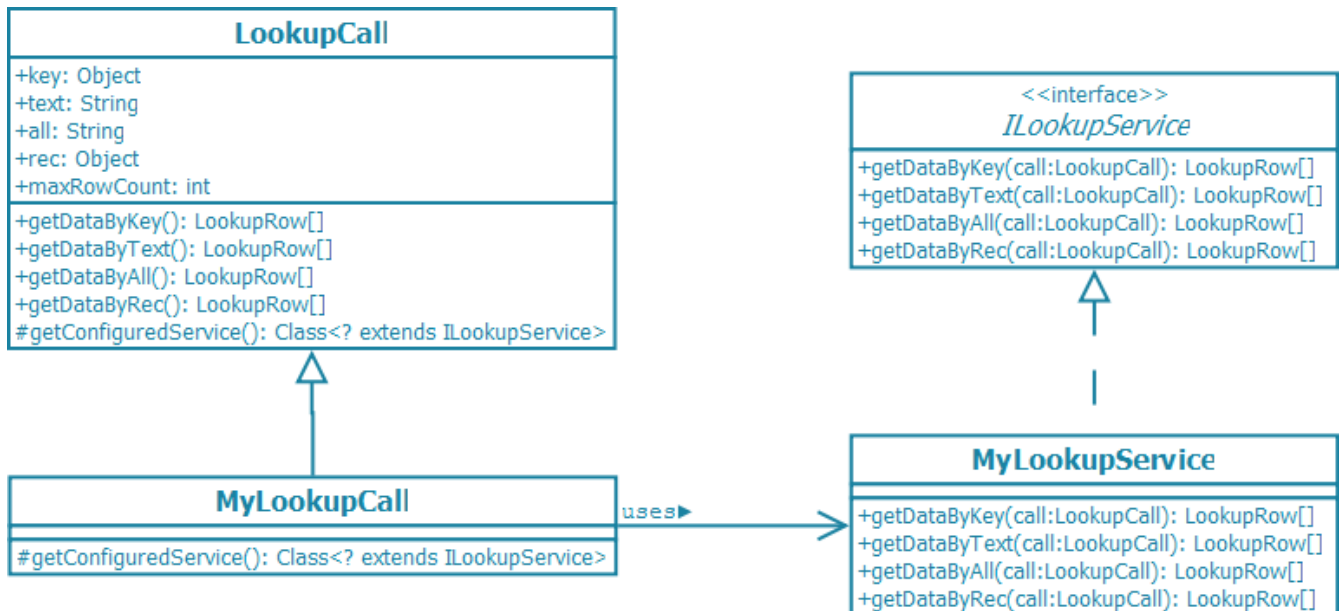 LookupCall
+key: Object
+text: String
+all: String
+rec: Object
+maxRowCount: int
+getDataByKey(): LookupRow[]
+getDataByText(): LookupRow[]
+getDataByAll(): LookupRow[]
+getDataByRec(): LookupRow[]
#getConfiguredService(): Class<? extends ILookupService>
<<interface>>
ILookupService
+getDataByKey(call:LookupCall): LookupRow[]
+getDataByText(call:LookupCall): LookupRow[]
+getDataByAll(call:LookupCall): LookupRow[]
+getDataByRec(call:LookupCall): LookupRow[]
MyLookupCall
#getConfiguredService(): Class<? extends ILookupService>
uses►
MyLookupService
+getDataByKey(call:LookupCall): LookupRow[]
+getDataByText(call:LookupCall): LookupRow[]
+getDataByAll(call:LookupCall): LookupRow[]
+getDataByRec(call:LookupCall): LookupRow[]